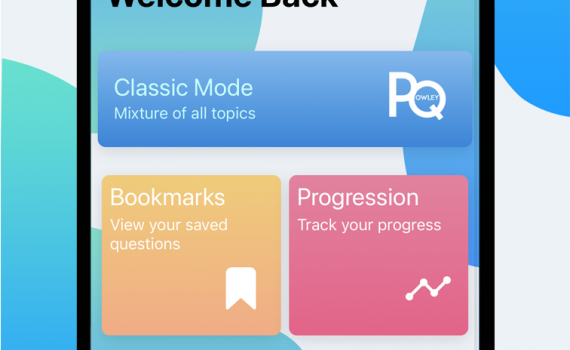 Welcome Back
Classic Mode
Mixture of all topics
PQ
OWLEY
Bookmarks
View your saved
questions
Progression
Track your progress